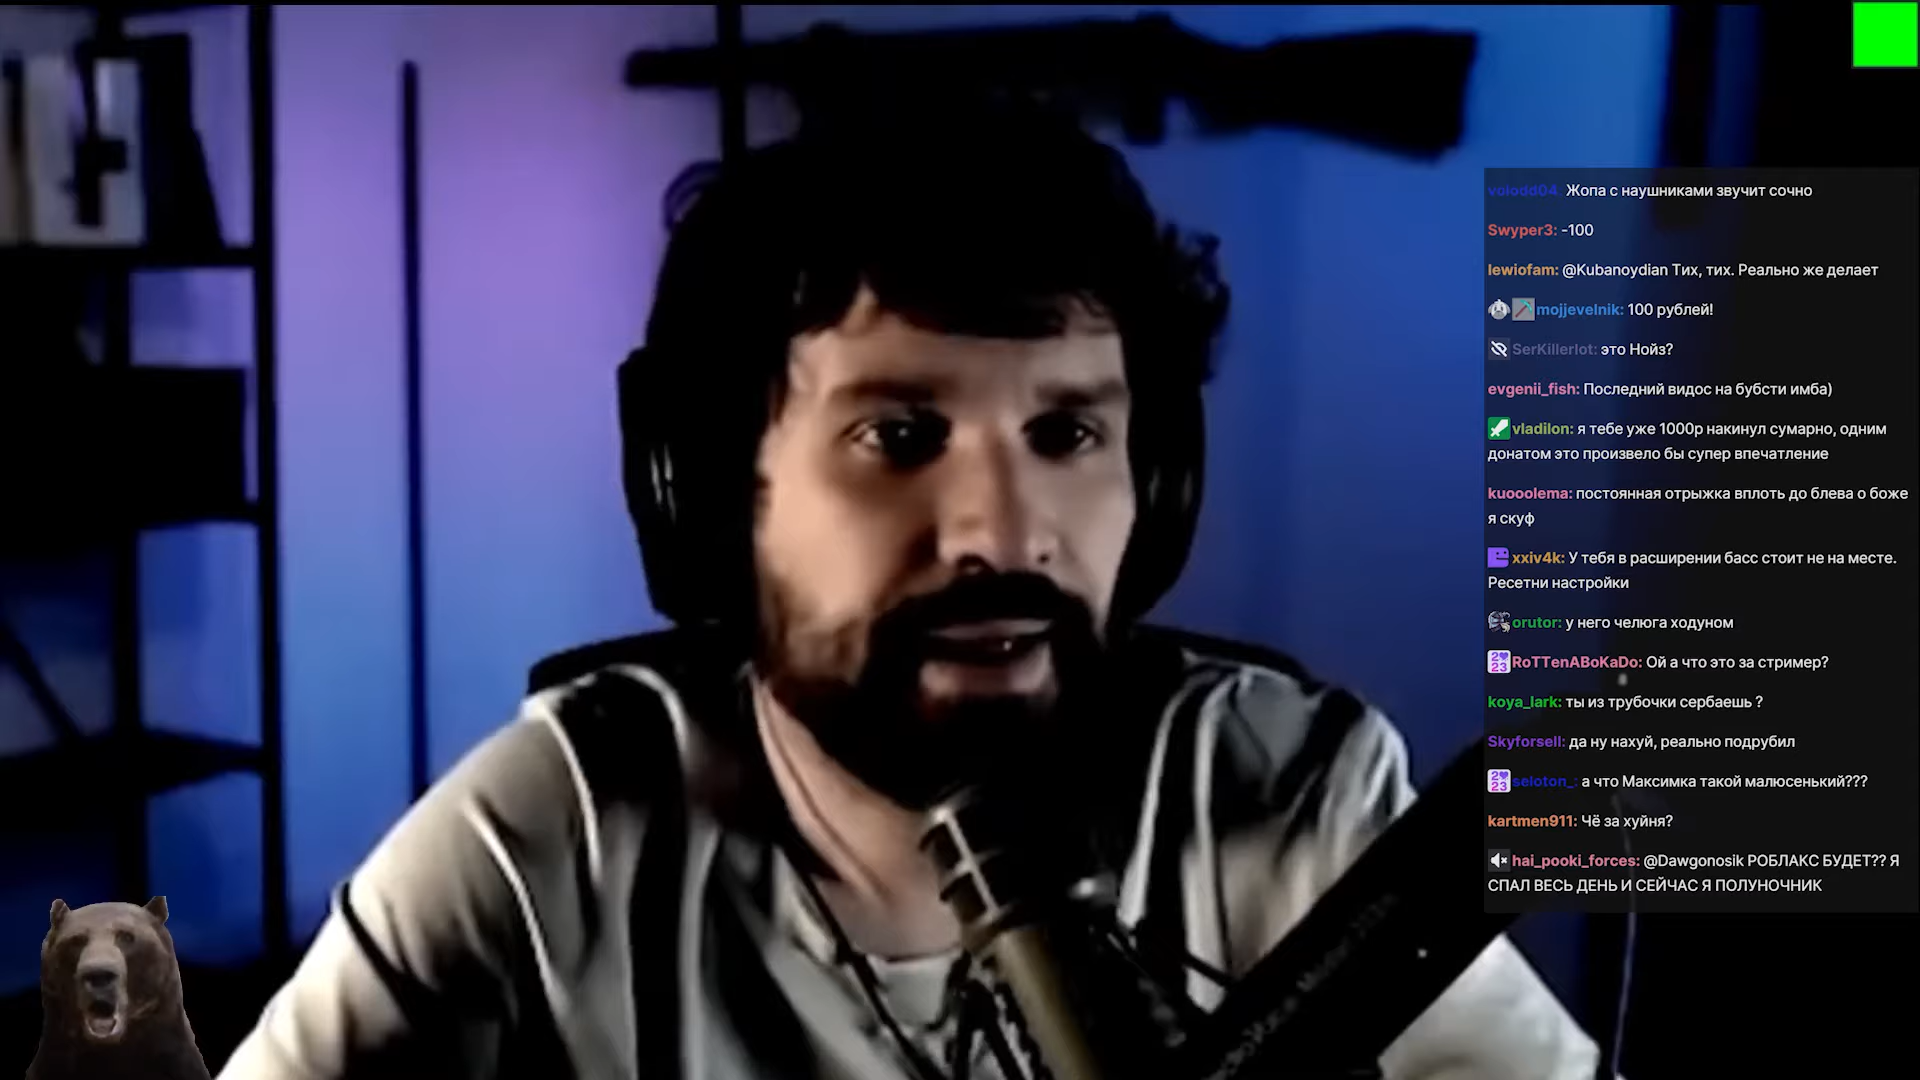 volodd04: Жопа с наушниками звучит сочно
Swyper3: -100
lewiofam: @Kubanoydian Тих, тих. Реально же делает
mojjevelnik: 100 рублей!
SerKillerlot: это Нойз?
evgenii_fish: Последний видос на бубсти имба)
vladilon: я тебе уже 1000р накинул сумарно, одним
донатом это произвело бы супер впечатление
kuooolema: постоянная отрыжка вплоть до блева о боже
я скуф
xxiv4k: У тебя в расширении басс стоит не на месте.
Ресетни настройки
orutor: у него челюга ходуном
2 23 RoTTenABoKaDo: Ой а что это за стример?
koya_lark: ты из трубочки сербаешь ?
Skyforsell: да ну нахуй, реально подрубил
2 23 seloton_: а что Максимка такой малюсенький???
kartmen911: Чё за хуйня?
hai_pooki_forces: @Dawgonosik РОБЛАКС БУДЕТ?? Я
СПАЛ ВЕСЬ ДЕНЬ И СЕЙЧАС Я ПОЛУНОЧНИК